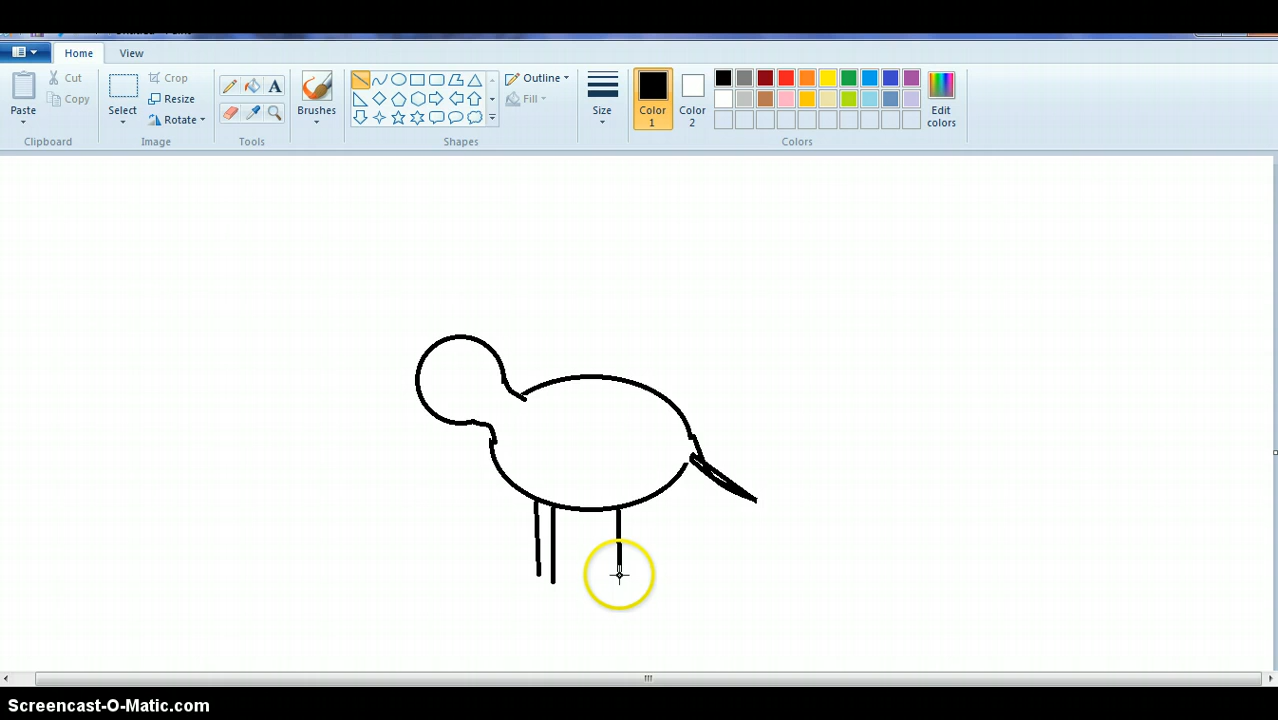 Home View
Paste Cut Copy Select Crop Resize Rotate Brushes Outline Fill Size Color 1 Color 2 Edit colors
Clipboard Image Tools Shapes Colors
Screencast-O-Matic.com